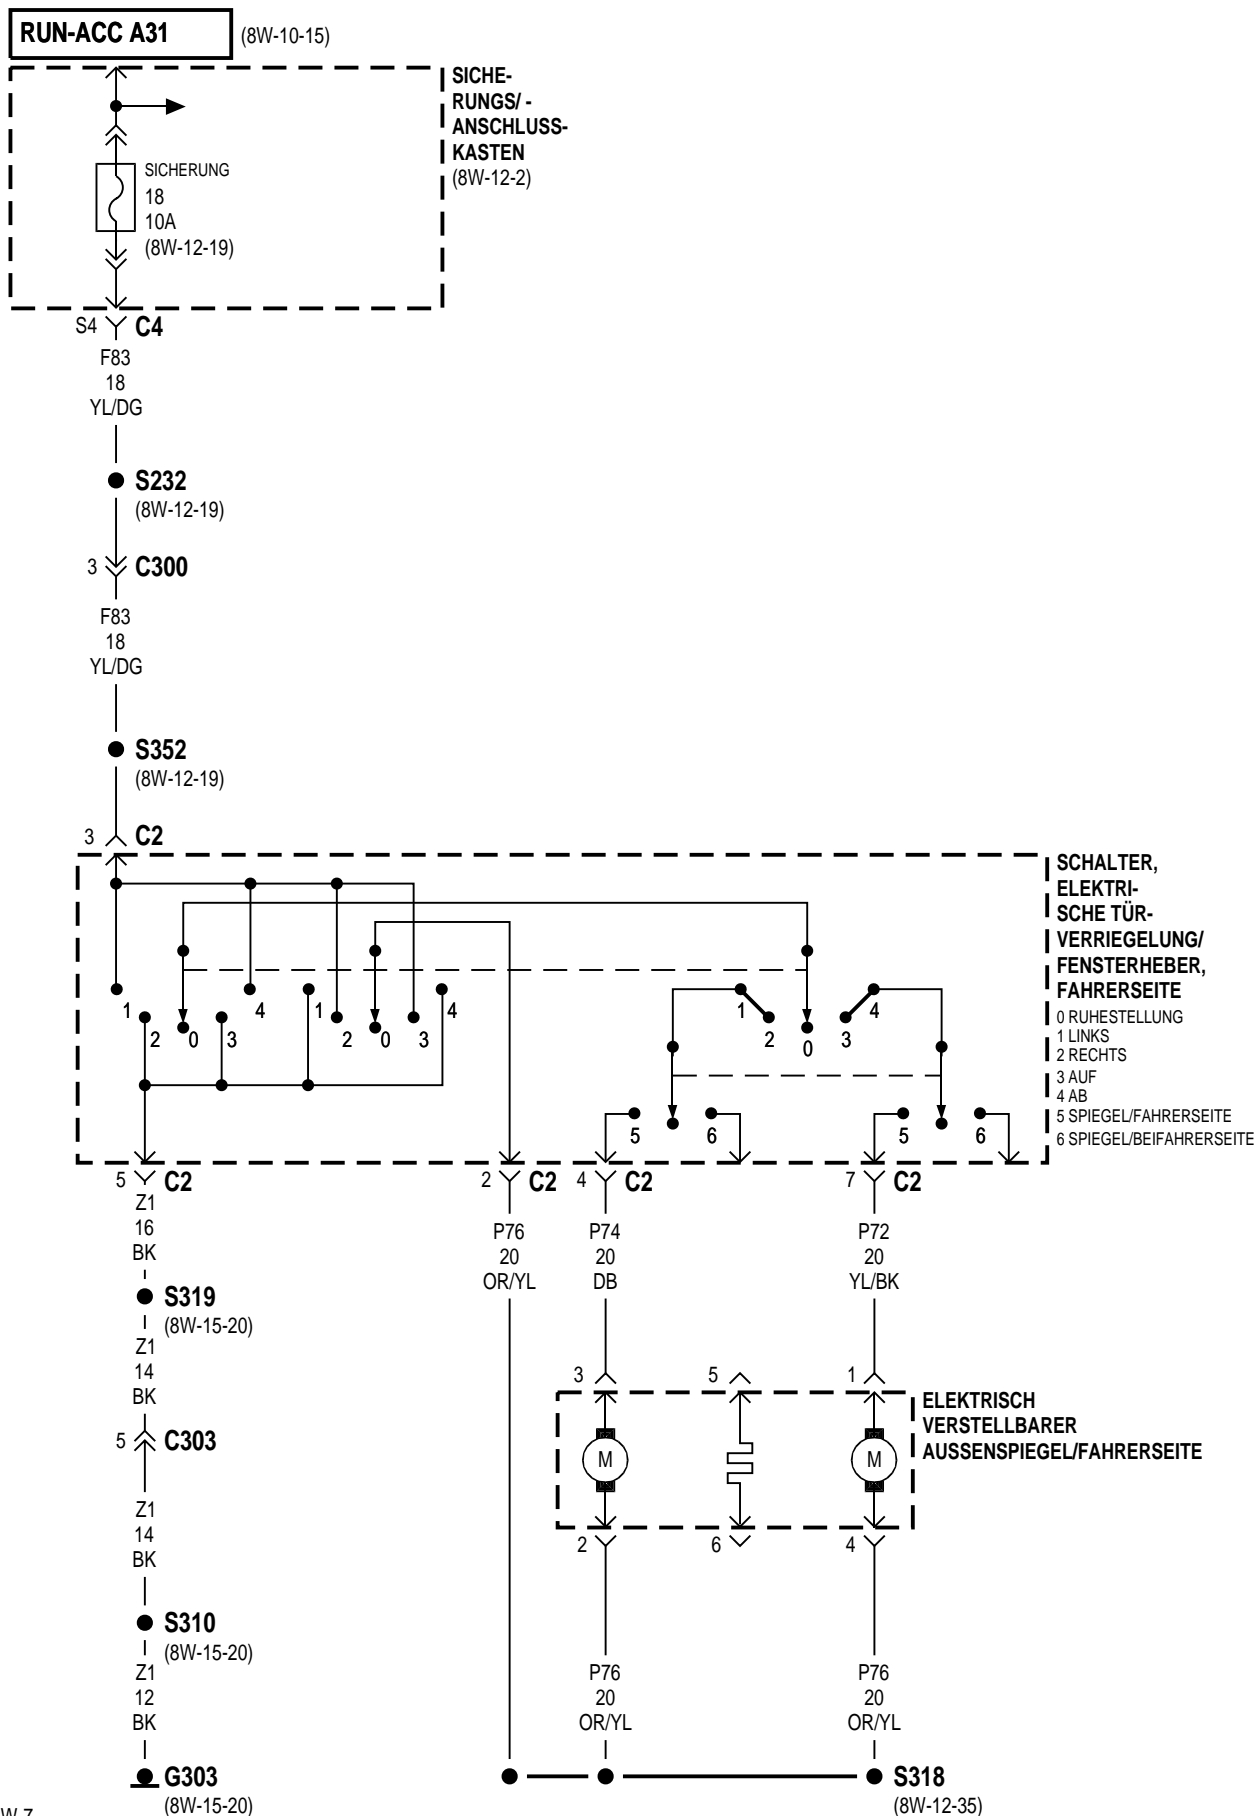 RUN-ACC A31 (8W-10-15)
SICHE-
RUNGS/ -
ANSCHLUSS-
KASTEN
(8W-12-2)
SICHERUNG
18
10A
(8W-12-19)
S4 C4
F83
18
YL/DG
S232
(8W-12-19)
3 C300
F83
18
YL/DG
S352
(8W-12-19)
3 C2
SCHALTER,
ELEKTRI-
SCHE TÜR-
VERRIEGELUNG/
FENSTERHEBER,
FAHRERSEITE
0 RUHESTELLUNG
1 LINKS
2 RECHTS
3 AUF
4 AB
5 SPIEGEL/FAHRERSEITE
6 SPIEGEL/BEIFAHRERSEITE
1 4 1 4 1 4
2 0 3 2 0 3 2 0 3
5 6 5 6
5 C2 2 C2 4 C2 7 C2
Z1
16
BK
P76
20
OR/YL
P74
20
DB
P72
20
YL/BK
S319
(8W-15-20)
Z1
14
BK
3 5 1
ELEKTRISCH
VERSTELLBARER
AUSSENSPIEGEL/FAHRERSEITE
5 C303
M M
2 6 4
Z1
14
BK
S310
(8W-15-20)
Z1
12
BK
P76
20
OR/YL
P76
20
OR/YL
G303
(8W-15-20)
S318
(8W-12-35)